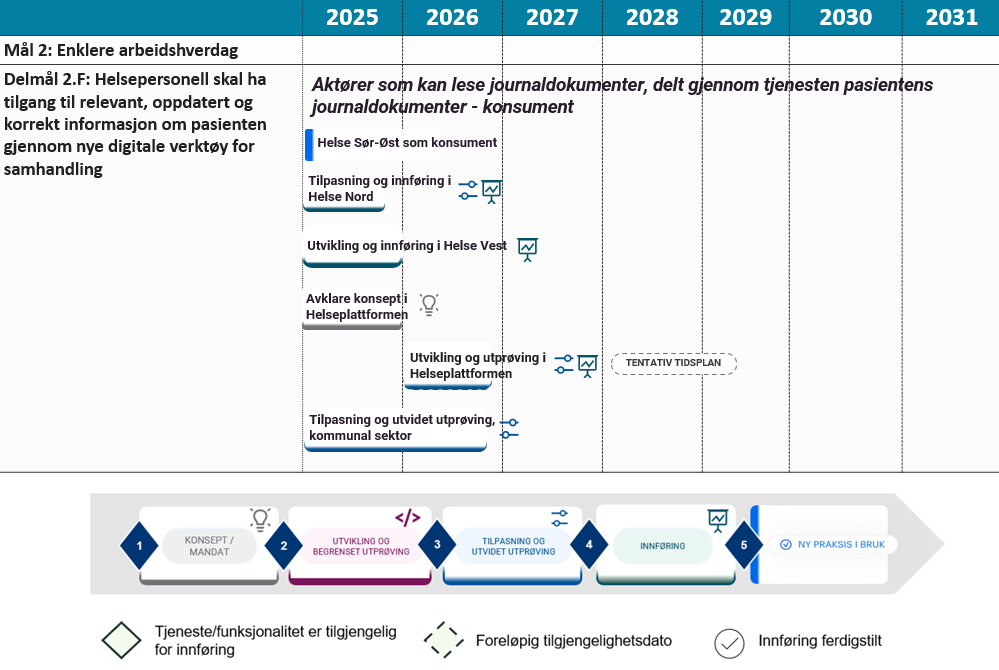 2025 2026 2027 2028 2029 2030 2031
Mål 2: Enklere arbeidshverdag
Delmål 2.F: Helsepersonell skal ha
tilgang til relevant, oppdatert og
korrekt informasjon om pasienten
gjennom nye digitale verktøy for
samhandling
Aktører som kan lese journaldokumenter, delt gjennom tjenesten pasientens
journaldokumenter - konsument
Helse Sør-Øst som konsument
Tilpasning og innføring i
Helse Nord
Utvikling og innføring i Helse Vest
Avklare konsept i
Helseplattformen
Utvikling og utprøving i
Helseplattformen
TENTATIV TIDSPLAN
Tilpasning og utvidet utprøving,
kommunal sektor
1
KONSEPT /
MANDAT
2
</>
UTVIKLING OG
BEGRENSET UTPRØVING
3
TILPASNING OG
UTVIDET UTPRØVING
4
INNFØRING
5
NY PRAKSIS I BRUK
Tjeneste/funksjonalitet er tilgjengelig
for innføring
Foreløpig tilgjengelighetsdato
Innføring ferdigstilt